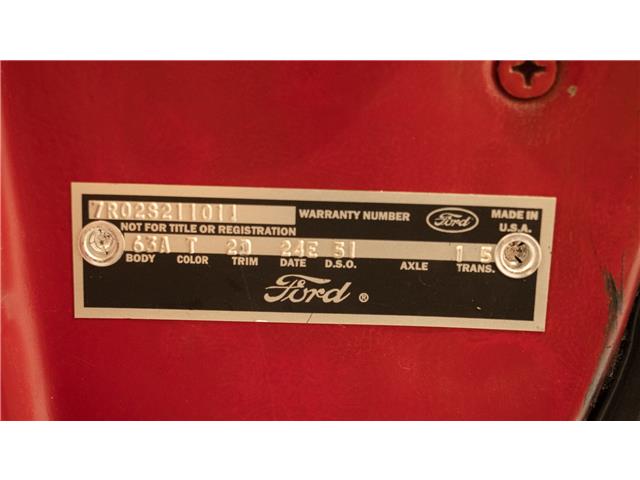 7R02S211011 WARRANTY NUMBER Ford MADE IN U.S.A.
NOT FOR TITLE OR REGISTRATION
63A T 2D 24E 51 1 5
BODY COLOR TRIM DATE D.S.O. AXLE TRANS.
Ford ®